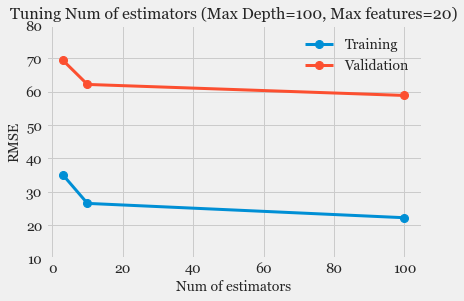 Tuning Num of estimators (Max Depth=100, Max features=20)
80
70
60
50
40
30
20
10
RMSE
Training
Validation
0 20 40 60 80 100
Num of estimators